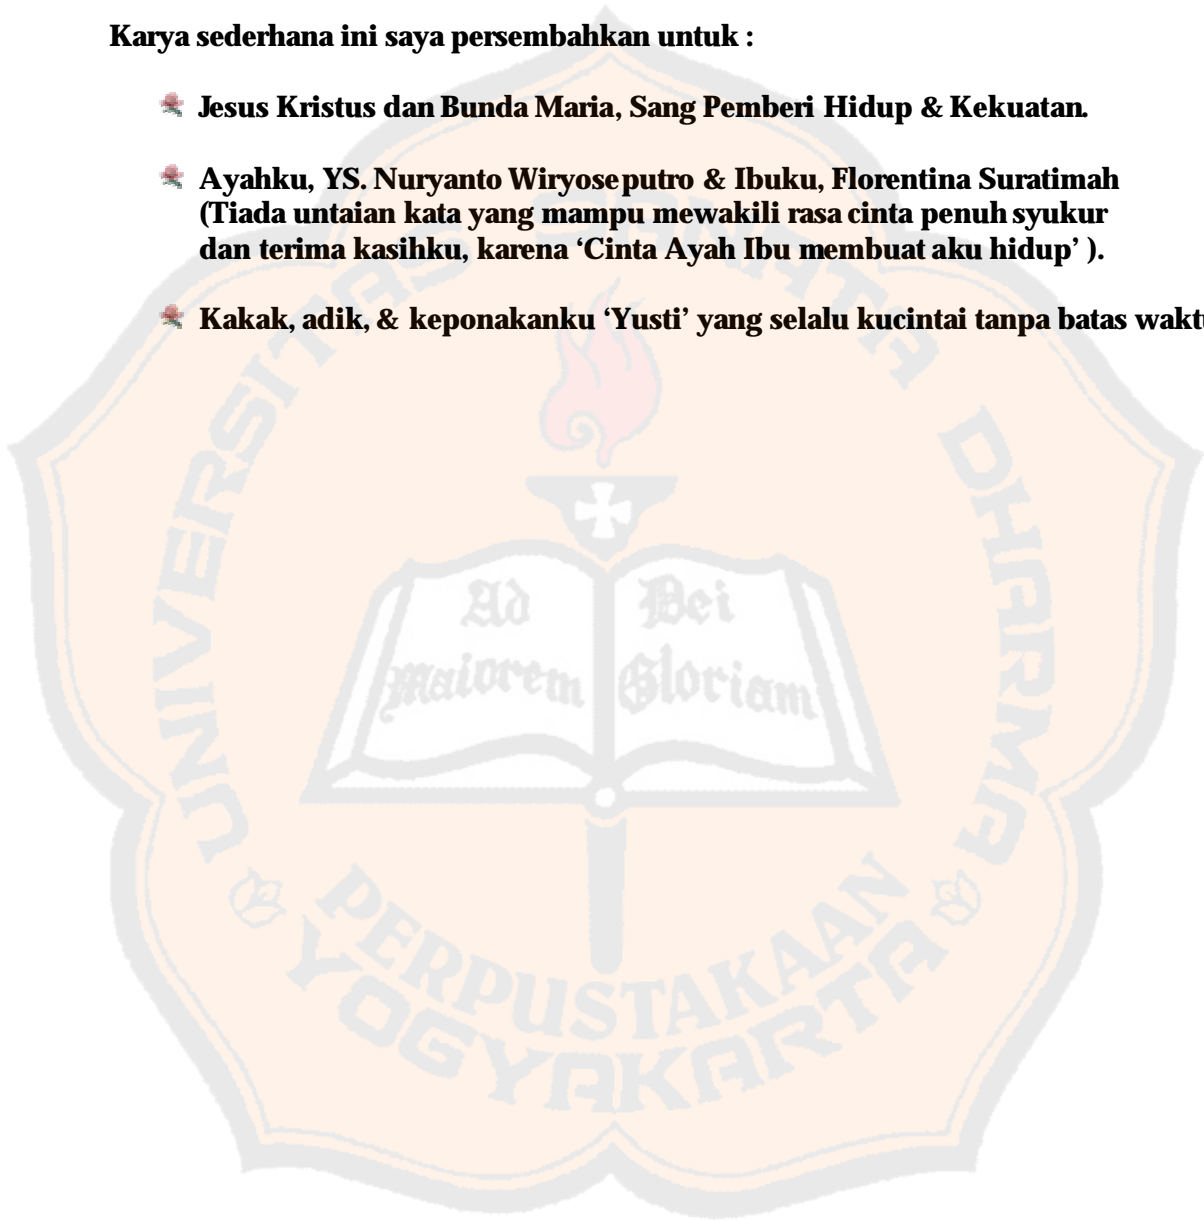 Karya sederhana ini saya persembahkan untuk :
Jesus Kristus dan Bunda Maria, Sang Pemberi Hidup & Kekuatan.
Ayahku, YS. Nuryanto Wiryoseputro & Ibuku, Florentina Suratimah
(Tiada untaian kata yang mampu mewakili rasa cinta penuh syukur
dan terima kasihku, karena ‘Cinta Ayah Ibu membuat aku hidup’ ).
Kakak, adik, & keponakanku ‘Yusti’ yang selalu kucintai tanpa batas waktu
UNIVERSITAS SANATA DHARMA
Ad Dei
Maiorem Gloriam
PERPUSTAKAAN
YOGYAKARTA